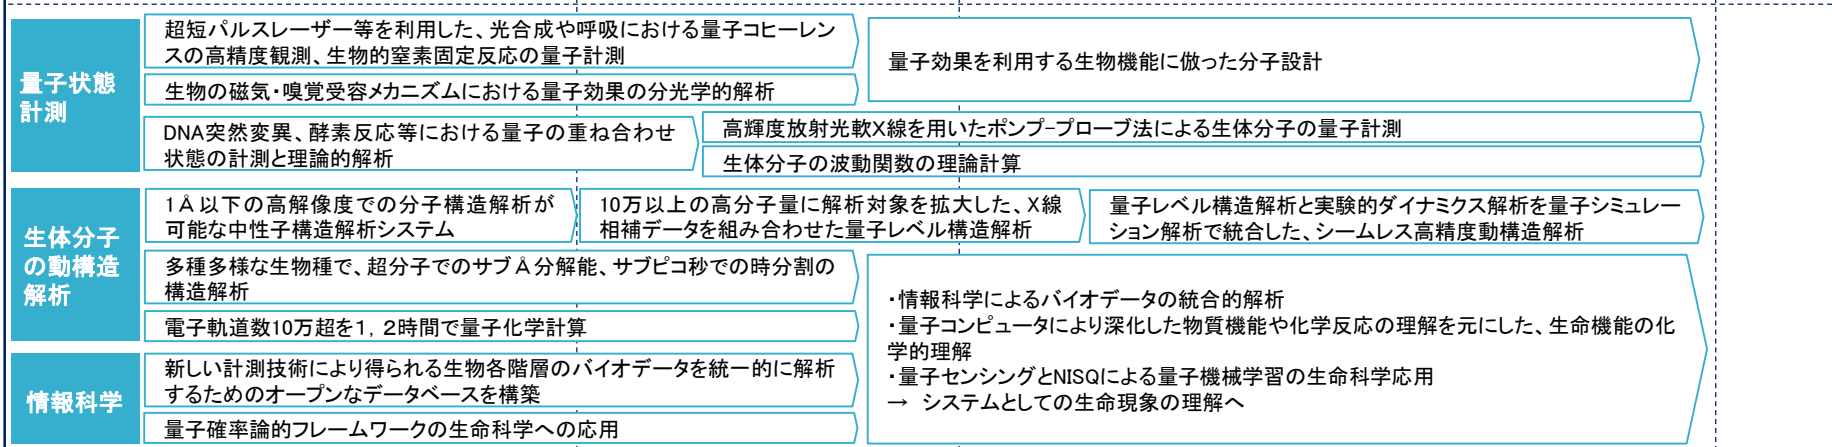 量子状態
計測
超短パルスレーザー等を利用した、光合成や呼吸における量子コヒーレン
スの高精度観測、生物的窒素固定反応の量子計測
生物の磁気・嗅覚受容メカニズムにおける量子効果の分光学的解析
量子効果を利用する生物機能に倣った分子設計
DNA突然変異、酵素反応等における量子の重ね合わせ
状態の計測と理論的解析
高輝度放射光軟X線を用いたポンプ-プローブ法による生体分子の量子計測
生体分子の波動関数の理論計算
生体分子
の動構造
解析
1Å以下の高解像度での分子構造解析が
可能な中性子構造解析システム
10万以上の高分子量に解析対象を拡大した、X線
相補データを組み合わせた量子レベル構造解析
量子レベル構造解析と実験的ダイナミクス解析を量子シミュレー
ション解析で統合した、シームレス高精度動構造解析
多種多様な生物種で、超分子でのサブÅ分解能、サブピコ秒での時分割の
構造解析
電子軌道数10万超を1，2時間で量子化学計算
情報科学
新しい計測技術により得られる生物各階層のバイオデータを統一的に解析
するためのオープンなデータベースを構築
量子確率論的フレームワークの生命科学への応用
・情報科学によるバイオデータの統合的解析
・量子コンピュータにより深化した物質機能や化学反応の理解を元にした、生命機能の化
学的理解
・量子センシングとNISQによる量子機械学習の生命科学応用
→ システムとしての生命現象の理解へ